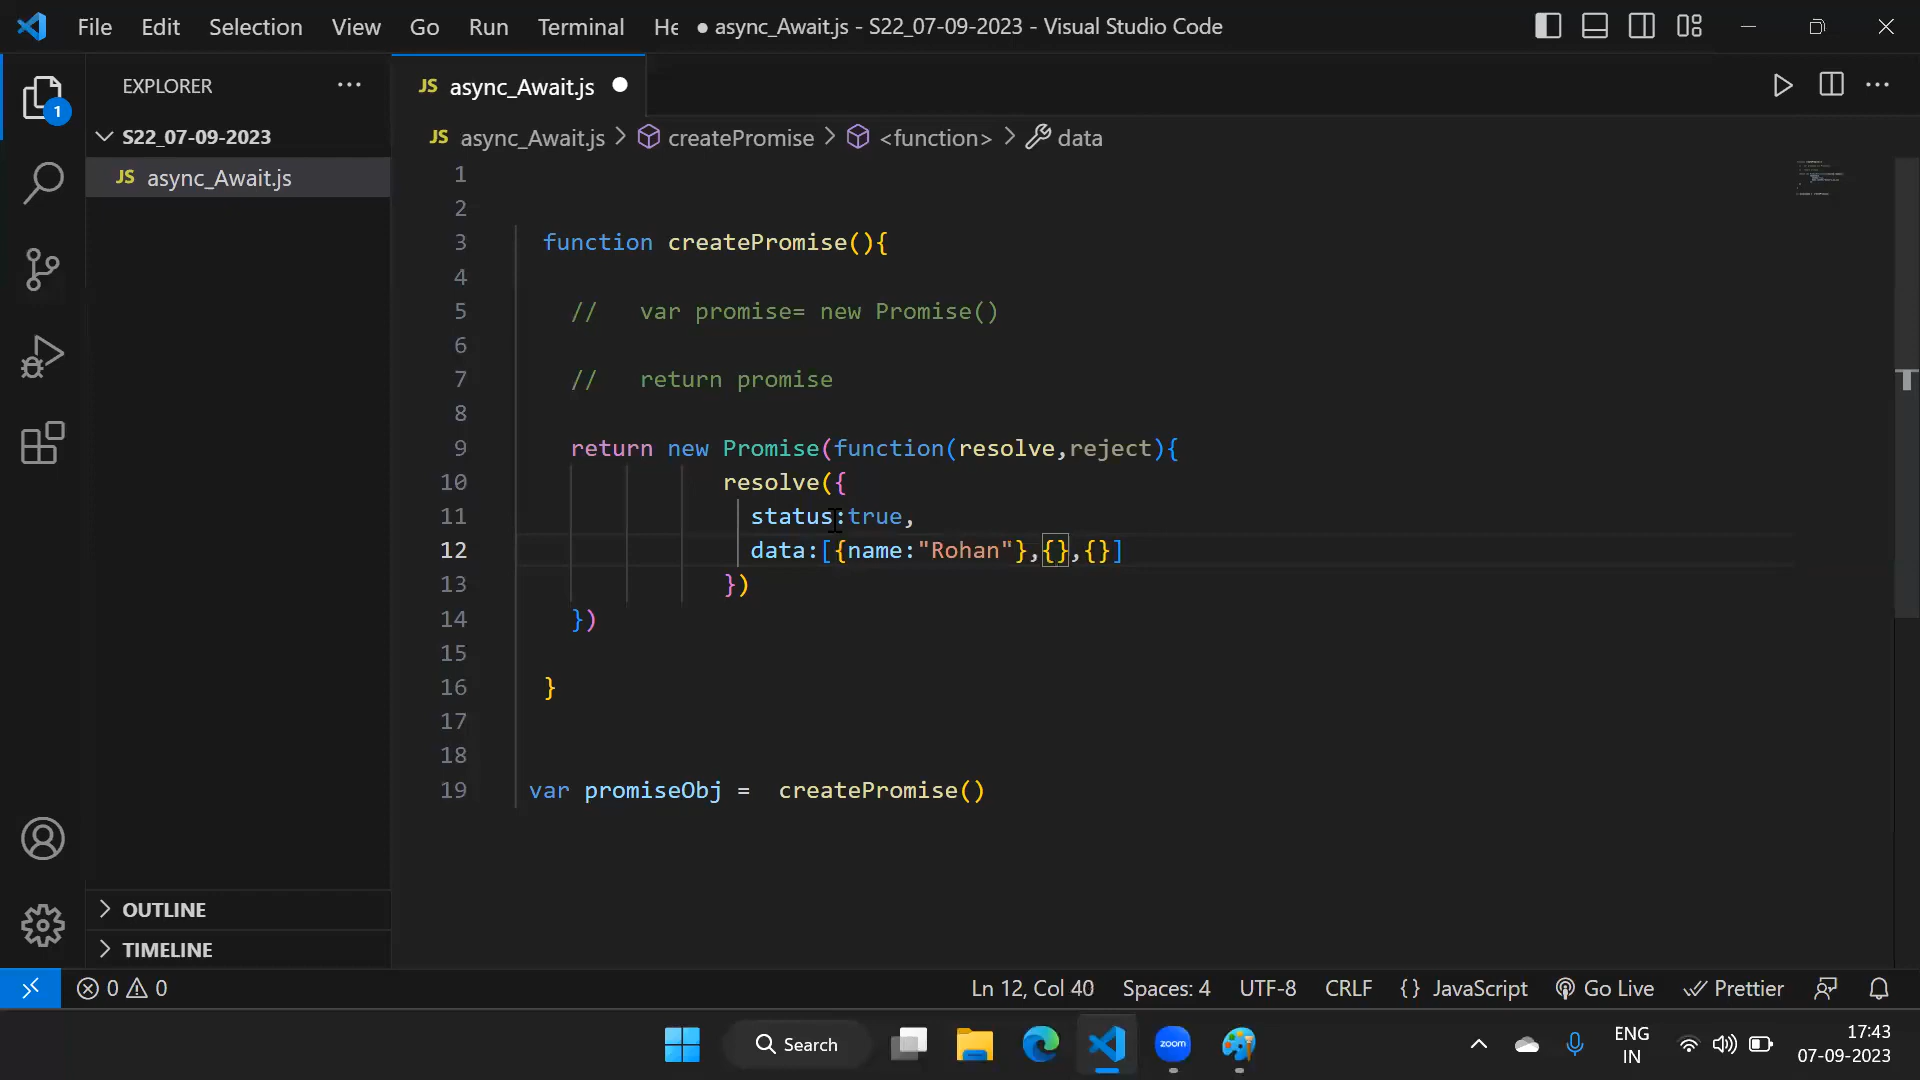 File Edit Selection View Go Run Terminal He ● async_Await.js - S22_07-09-2023 - Visual Studio Code
EXPLORER ···
JS async_Await.js ●
S22_07-09-2023
JS async_Await.js > createPromise > <function> > data
JS async_Await.js
1
2
3 function createPromise(){
4
5 //   var promise= new Promise()
6
7 //   return promise
8
9 return new Promise(function(resolve,reject){
10 resolve({
11 status:true,
12 data:[{name:"Rohan"},{},{}]
13 })
14 })
15
16 }
17
18
19 var promiseObj =  createPromise()
1
OUTLINE
TIMELINE
0 0 Ln 12, Col 40 Spaces: 4 UTF-8 CRLF {} JavaScript Go Live Prettier
Search zoom ENG IN 17:43
07-09-2023